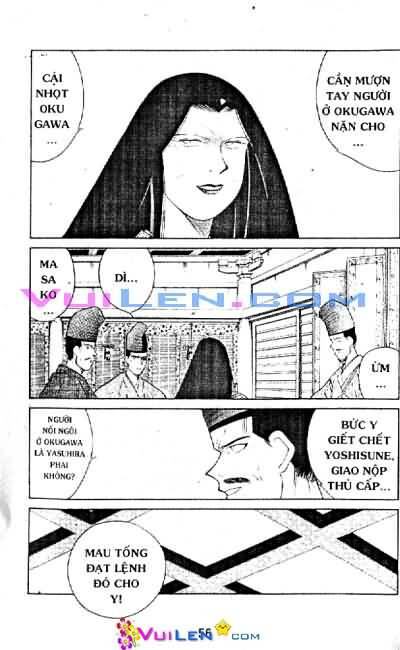 CẦN MƯỢN
TAY NGƯỜI
Ở OKUGAWA
NẶN CHO
...
CÁI
NHỌT
OKU
GAWA
...
ỪM
...
DÌ...
MA
SA
KO
...
VUILEN.COM
BỨC Y
GIẾT CHẾT
YOSHISUNE,
GIAO NỘP
THỦ CẤP...
NGƯỜI
NỐI NGÔI
Ở OKUGAWA
LÀ YASUHIRA
PHẢI
KHÔNG?
MAU TỐNG
ĐẠT LỆNH
ĐÓ CHO
Y!
56
VUILEN.COM